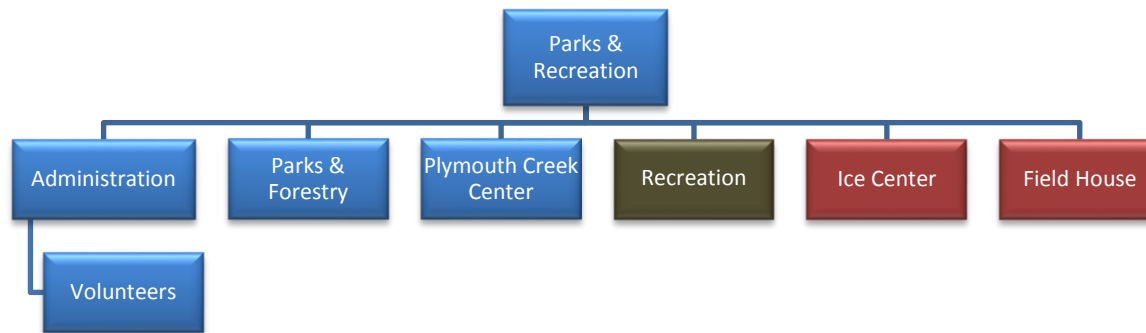 Parks &
Recreation
Administration
Parks &
Forestry
Plymouth Creek
Center
Recreation
Ice Center
Field House
Volunteers